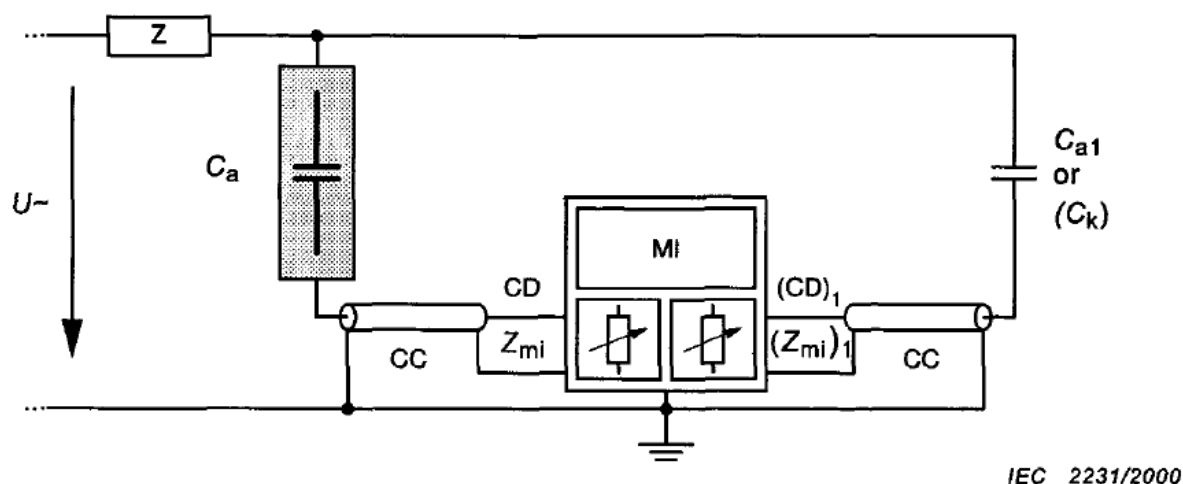 Z
Ca
U~
Ca1
or
(Ck)
MI
CD
(CD)1
Zmi
(Zmi)1
CC
CC
IEC 2231/2000